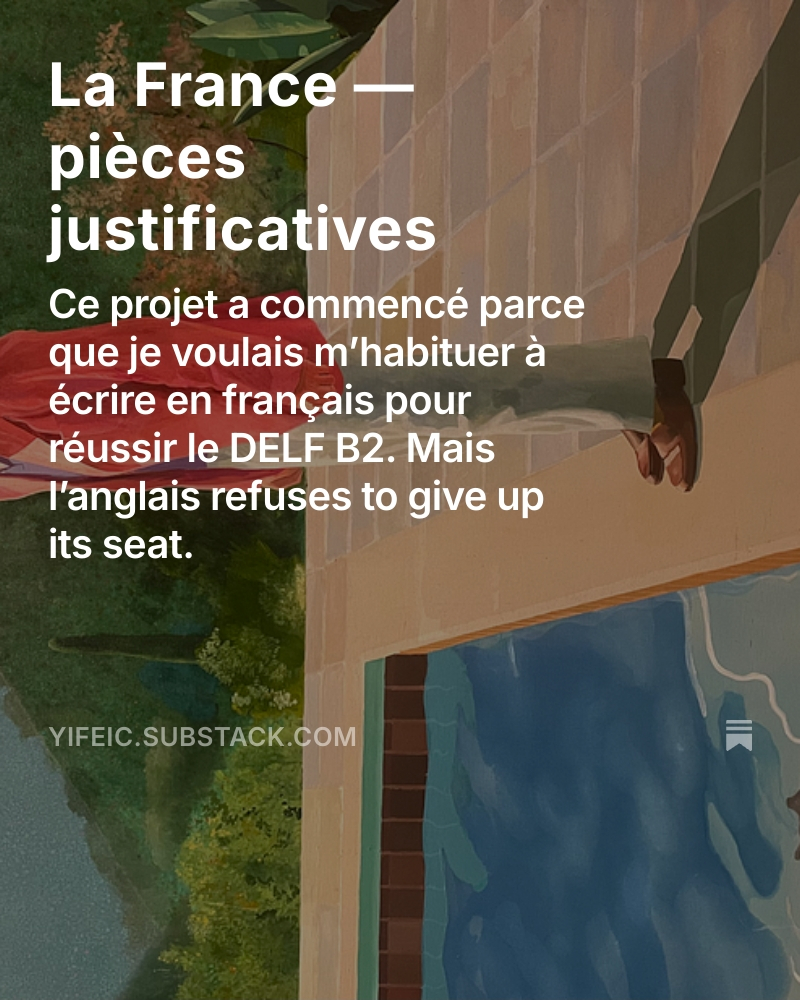 La France —
pièces
justificatives
Ce projet a commencé parce
que je voulais m’habituer à
écrire en français pour
réussir le DELF B2. Mais
l’anglais refuses to give up
its seat.
YIFEIC.SUBSTACK.COM